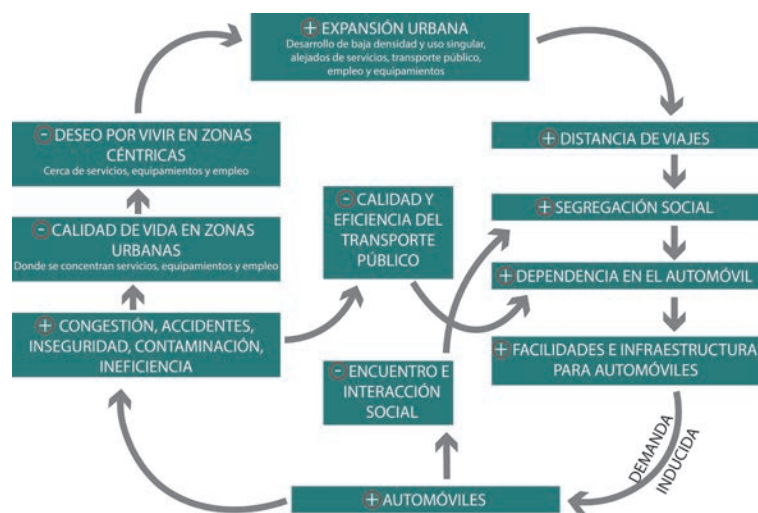 + EXPANSIÓN URBANA
Desarrollo de baja densidad y uso singular,
alejados de servicios, transporte público,
empleo y equipamientos
- DESEO POR VIVIR EN ZONAS
CÉNTRICAS
Cerca de servicios, equipamientos y empleo
+ DISTANCIA DE VIAJES
- CALIDAD Y
EFICIENCIA DEL
TRANSPORTE
PÚBLICO
+ SEGREGACIÓN SOCIAL
- CALIDAD DE VIDA EN ZONAS
URBANAS
Donde se concentran servicios, equipamientos y empleo
+ DEPENDENCIA EN EL AUTOMÓVIL
+ CONGESTIÓN, ACCIDENTES,
INSEGURIDAD, CONTAMINACIÓN,
INEFICIENCIA
+ FACILIDADES E INFRAESTRUCTURA
PARA AUTOMÓVILES
- ENCUENTRO E
INTERACCIÓN
SOCIAL
DEMANDA
INDUCIDA
+ AUTOMÓVILES